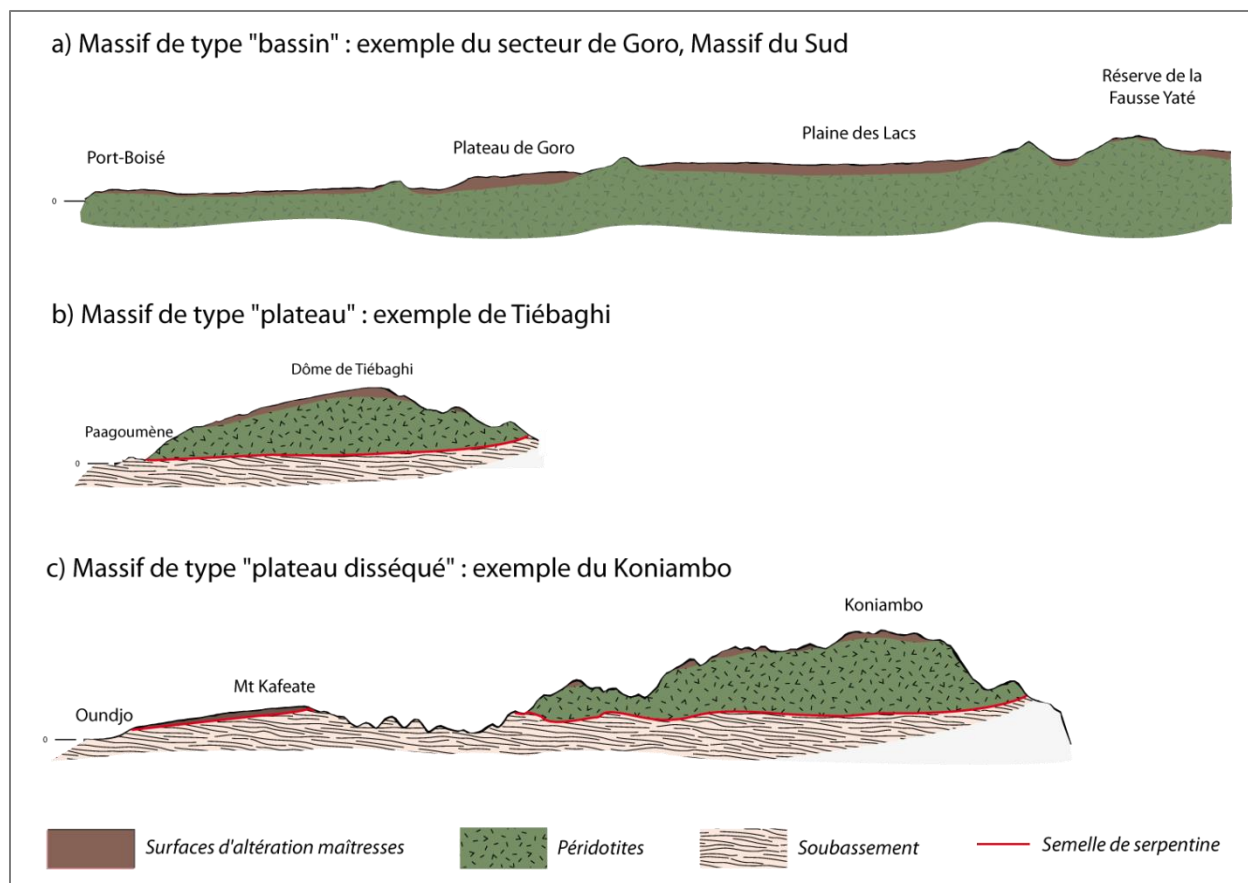 a) Massif de type "bassin" : exemple du secteur de Goro, Massif du Sud
Réserve de la
Fausse Yaté
Plaine des Lacs
Plateau de Goro
Port-Boisé
0
b) Massif de type "plateau" : exemple de Tiébaghi
Dôme de Tiébaghi
Paagoumène
0
c) Massif de type "plateau disséqué" : exemple du Koniambo
Koniambo
Mt Kafeate
Oundjo
0
Surfaces d'altération maîtresses
Péridotites
Soubassement
Semelle de serpentine